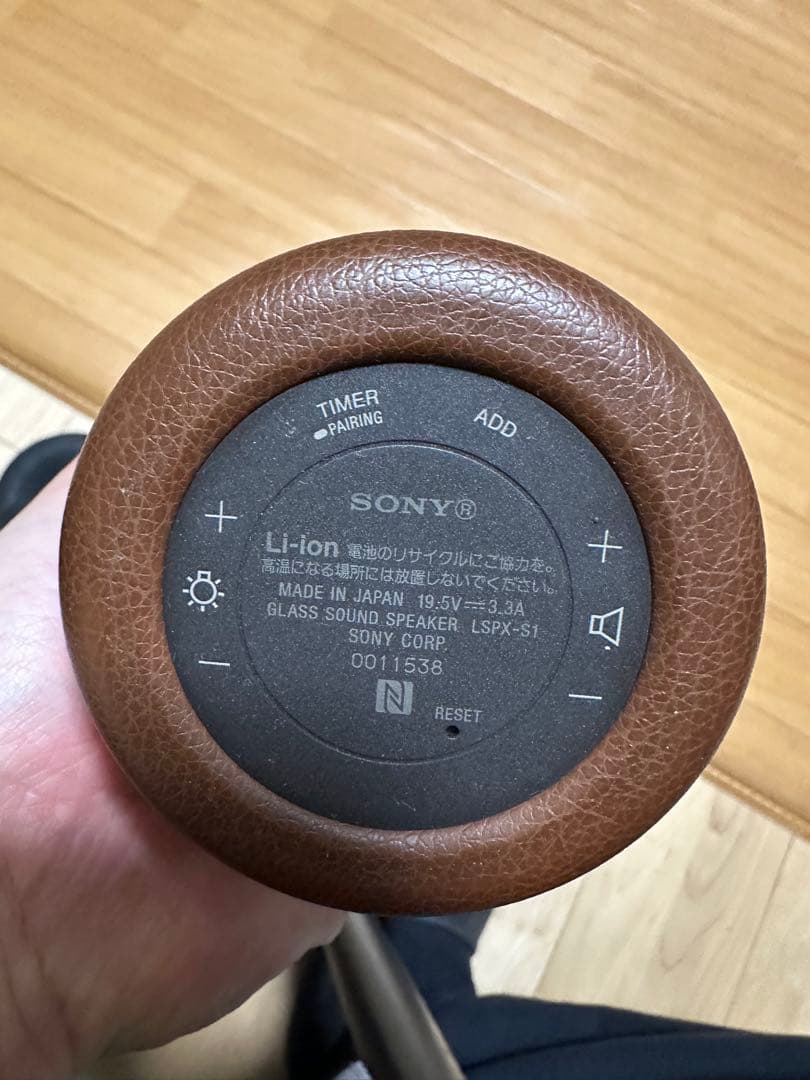 TIMER
PAIRING
ADD
SONY®
Li-ion 電池のリサイクルにご協力を。
高温になる場所には放置しないでください。
MADE IN JAPAN 19.5V⎓3.3A
GLASS SOUND SPEAKER LSPX-S1
SONY CORP.
0011538
RESET
+
−
+
−